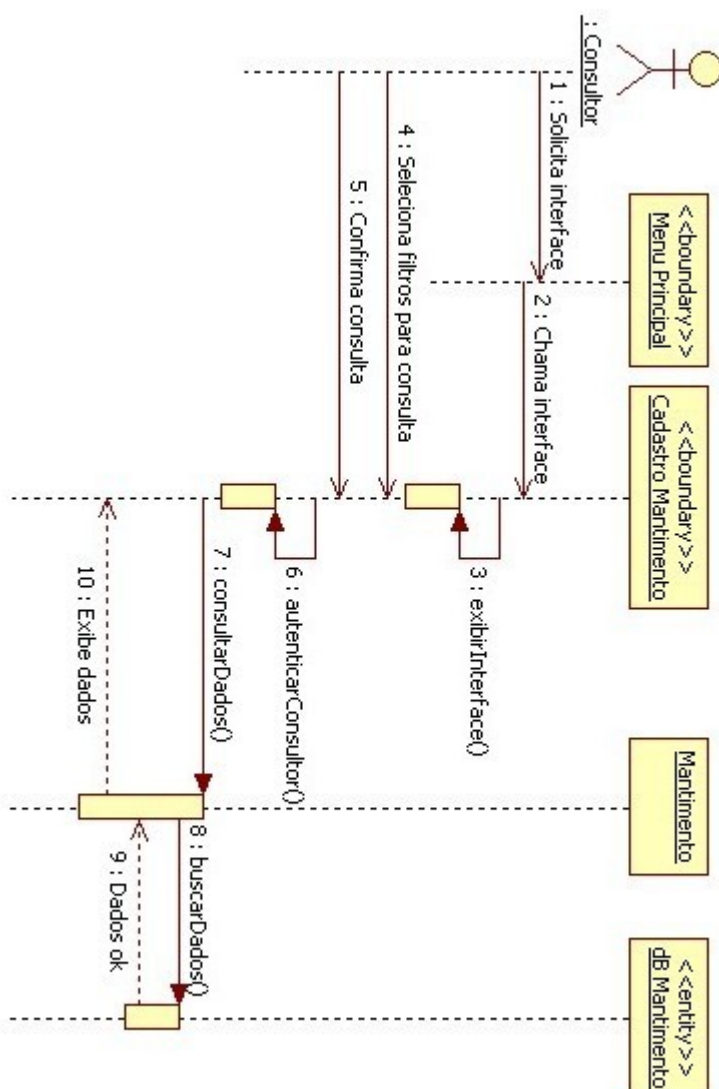 : Consultor
<<boundary>>
Menu Principal
<<boundary>>
Cadastro Mantimento
Mantimento
<<entity>>
dB Mantimento
1 : Solicita interface
2 : Chama interface
3 : exibirInterface()
4 : Seleciona filtros para consulta
5 : Confirma consulta
6 : autenticarConsultor()
7 : consultarDados()
8 : buscarDados()
9 : Dados ok
10 : Exibe dados